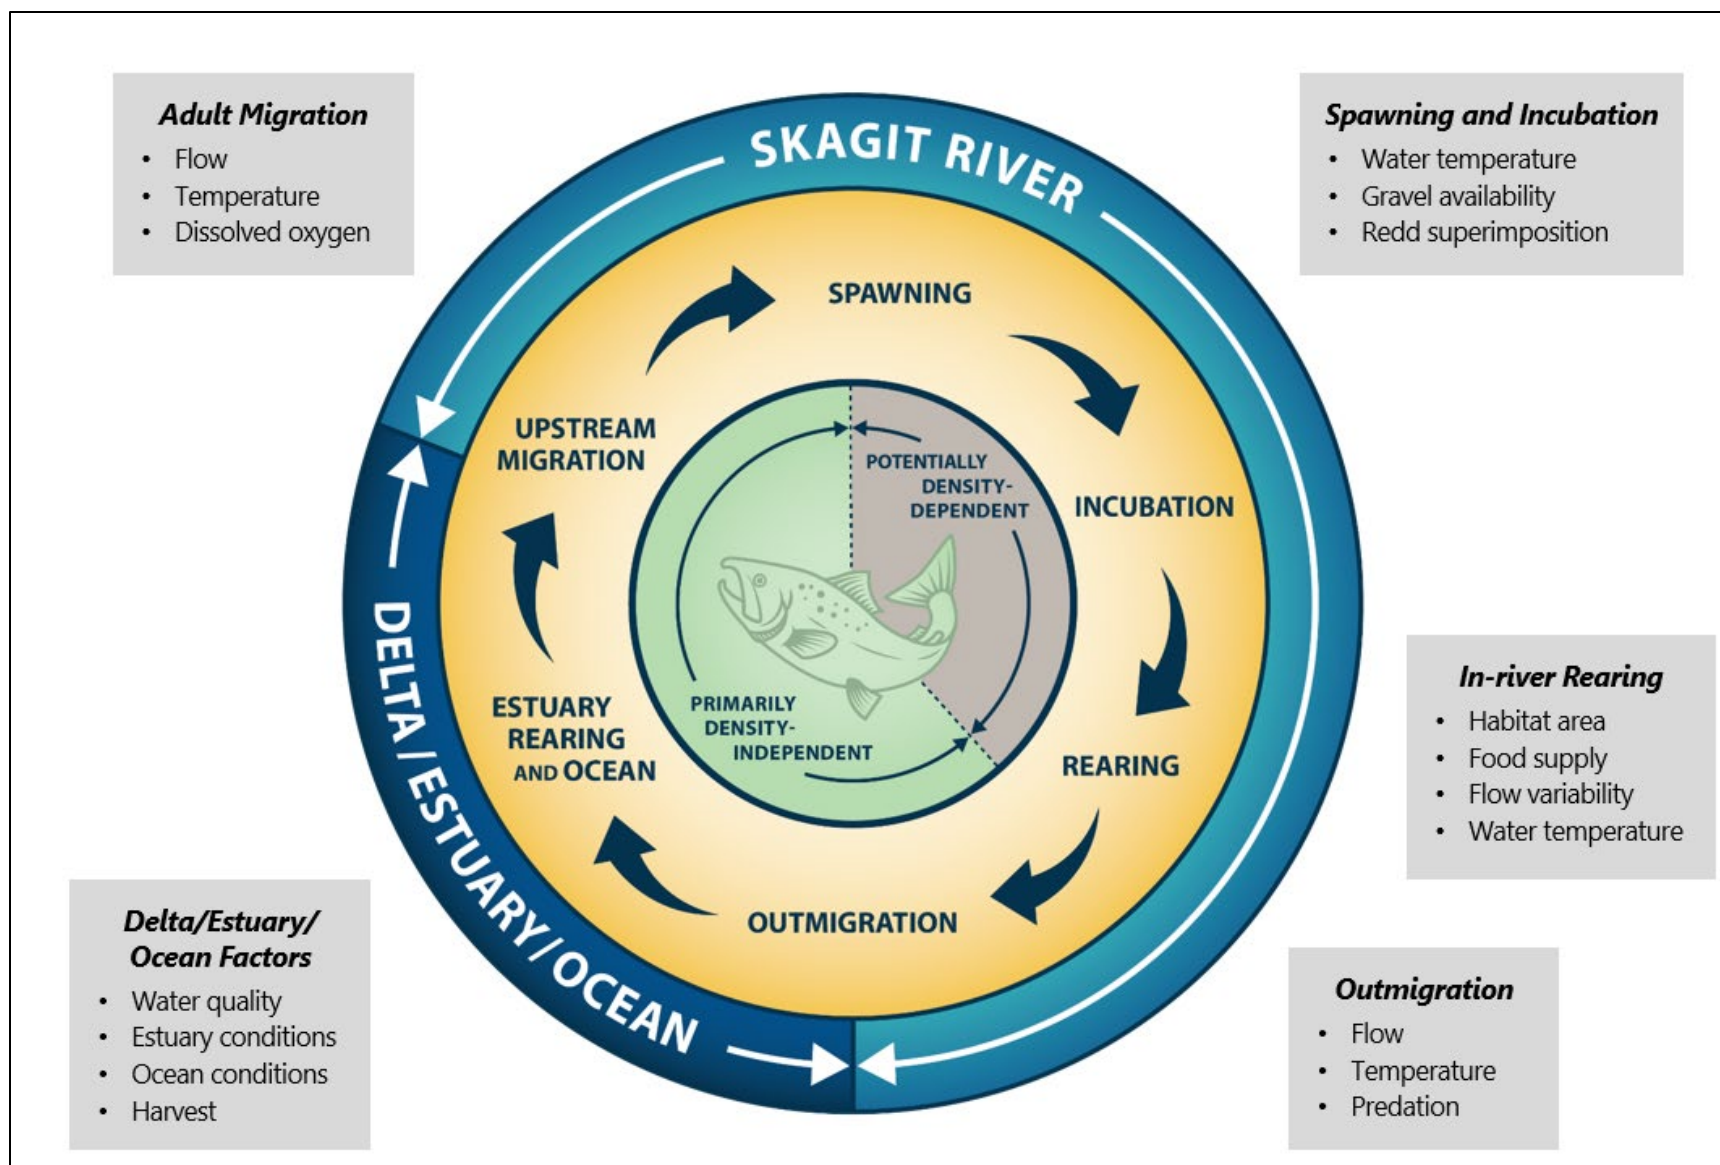 Adult Migration
• Flow
• Temperature
• Dissolved oxygen
Spawning and Incubation
• Water temperature
• Gravel availability
• Redd superimposition
SKAGIT RIVER
SPAWNING
UPSTREAM
MIGRATION
POTENTIALLY
DENSITY-
DEPENDENT
INCUBATION
DELTA / ESTUARY / OCEAN
PRIMARILY
DENSITY-
INDEPENDENT
ESTUARY
REARING
AND OCEAN
REARING
OUTMIGRATION
In-river Rearing
• Habitat area
• Food supply
• Flow variability
• Water temperature
Delta/Estuary/
Ocean Factors
• Water quality
• Estuary conditions
• Ocean conditions
• Harvest
Outmigration
• Flow
• Temperature
• Predation